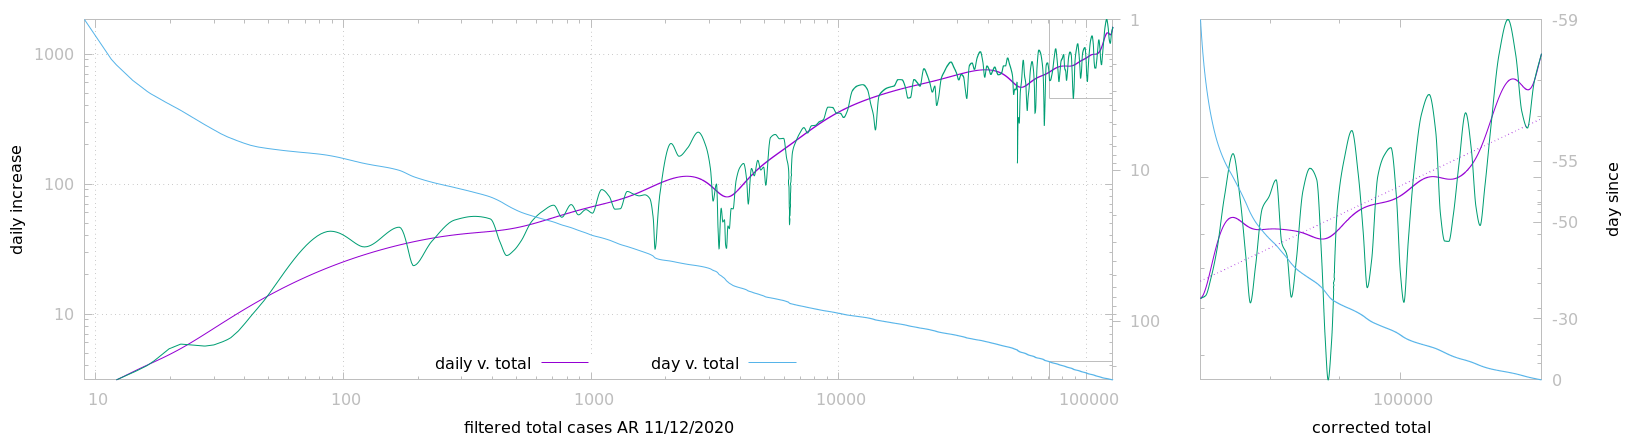 1000
100
10
daily increase
10
100
1000
10000
100000
filtered total cases AR 11/12/2020
daily v. total
day v. total
1
10
100
-59
-55
-50
-30
0
day since
100000
corrected total